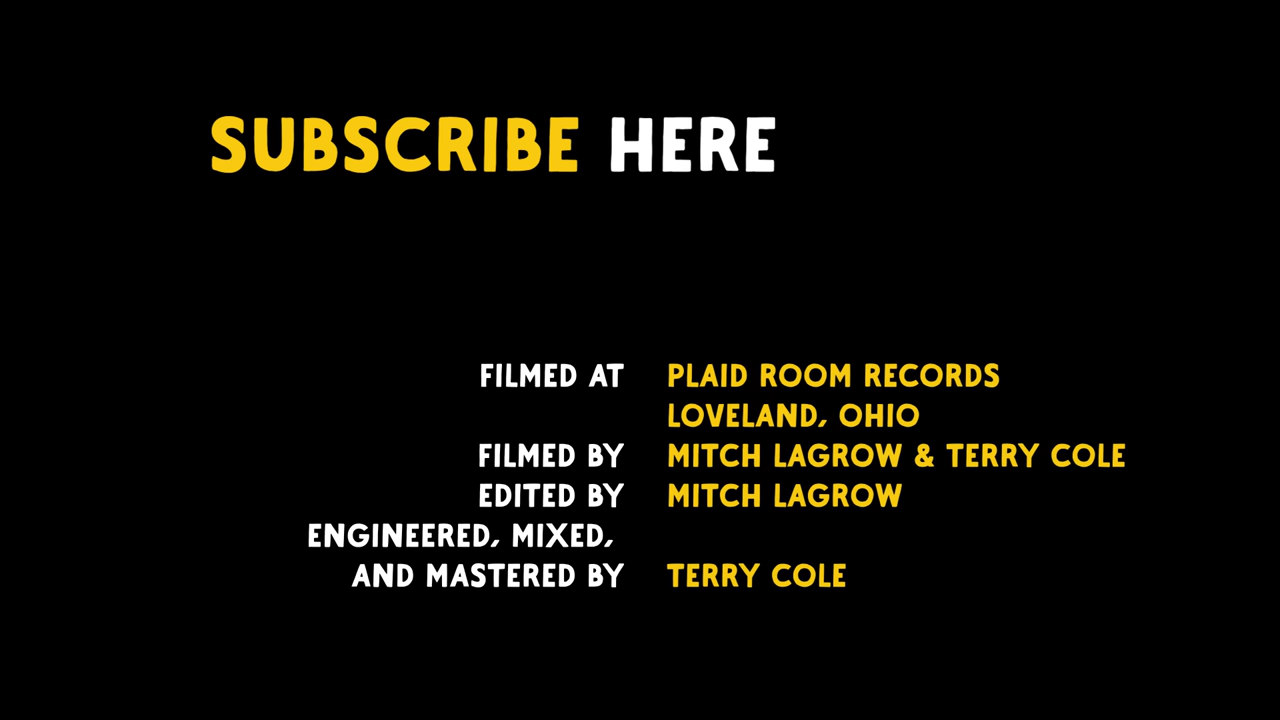 SUBSCRIBE HERE
FILMED AT PLAID ROOM RECORDS
LOVELAND, OHIO
FILMED BY MITCH LAGROW & TERRY COLE
EDITED BY MITCH LAGROW
ENGINEERED, MIXED,
AND MASTERED BY TERRY COLE